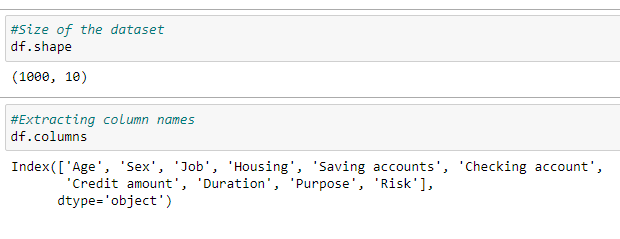 #Size of the dataset
df.shape
(1000, 10)
#Extracting column names
df.columns
Index(['Age', 'Sex', 'Job', 'Housing', 'Saving accounts', 'Checking account',
'Credit amount', 'Duration', 'Purpose', 'Risk'],
dtype='object')